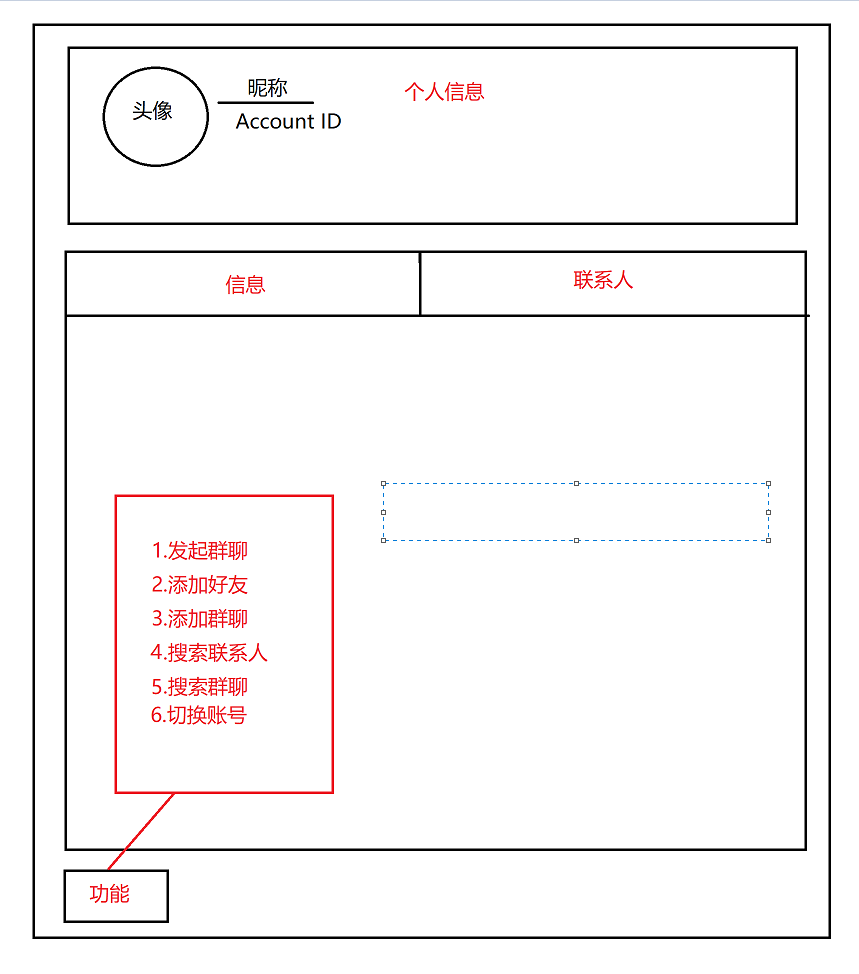 头像
昵称
Account ID
个人信息
信息
联系人
1.发起群聊
2.添加好友
3.添加群聊
4.搜索联系人
5.搜索群聊
6.切换账号
功能